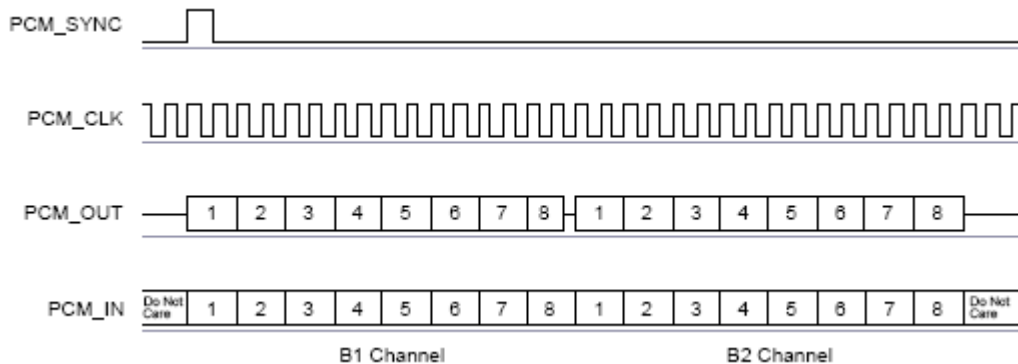 PCM_SYNC
PCM_CLK
PCM_OUT 1 2 3 4 5 6 7 8 1 2 3 4 5 6 7 8
PCM_IN Do Not Care 1 2 3 4 5 6 7 8 1 2 3 4 5 6 7 8 Do Not Care
B1 Channel B2 Channel